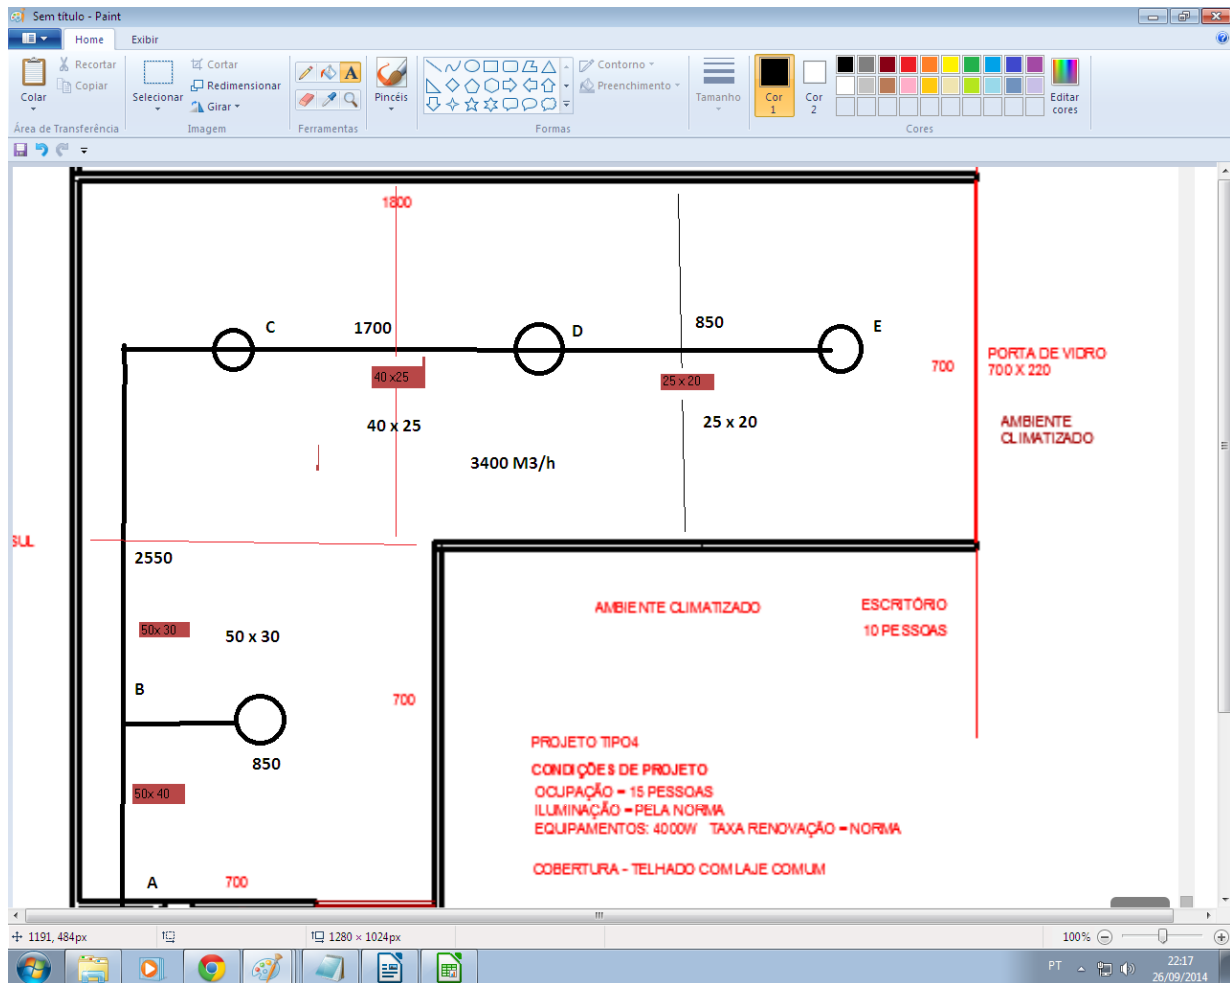 Sem título - Paint
Home
Exibir
Colar
Recortar
Copiar
Área de Transferência
Selecionar
Cortar
Redimensionar
Girar
Imagem
A
Ferramentas
Pincéis
Contorno
Preenchimento
Formas
Tamanho
Cor
1
Cor
2
Editar
cores
Cores
1800
C
1700
D
850
E
40 x25
25 x 20
700
PORTA DE VIDRO
700 X 220
40 x 25
25 x 20
AMBIENTE
CLIMATIZADO
3400 M3/h
SUL
2550
50x 30
50 x 30
AMBIENTE CLIMATIZADO
ESCRITÓRIO
10 PESSOAS
B
700
850
50x 40
PROJETO TIPO4
CONDIÇÕES DE PROJETO
OCUPAÇÃO = 15 PESSOAS
ILUMINAÇÃO = PELA NORMA
EQUIPAMENTOS: 4000W TAXA RENOVAÇÃO = NORMA
COBERTURA - TELHADO COM LAJE COMUM
A
700
1191, 484px
1280 × 1024px
100%
PT
22:17
26/09/2014